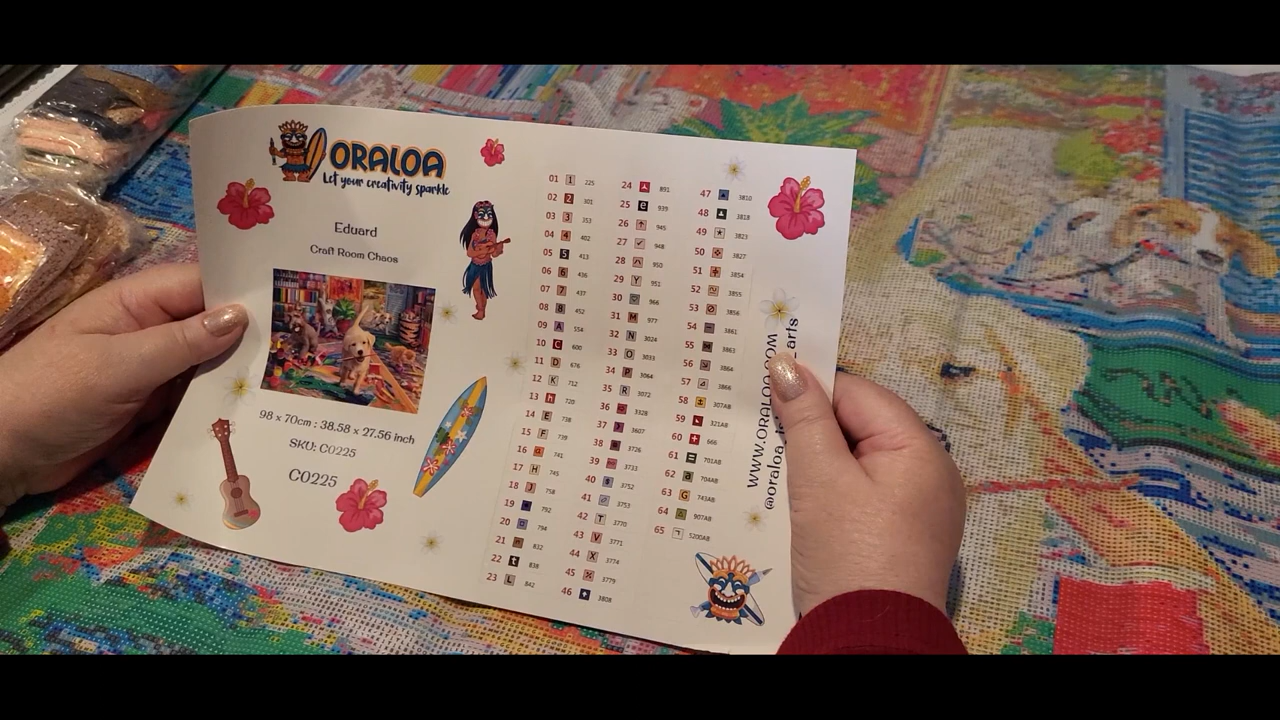 ORALOA
Let your creativity sparkle
Eduard
Craft Room Chaos
98 x 70cm : 38.58 x 27.56 inch
SKU: C0225
C0225
01 1 225
02 2 301
03 3 353
04 4 402
05 5 413
06 6 436
07 7 437
08 8 452
09 A 554
10 C 600
11 D 676
12 K 712
13 h 720
14 E 738
15 F 739
16 a 741
17 H 745
18 J 758
19 792
20 794
21 832
22 t 838
23 L 842
24 891
25 e 939
26 ↑ 945
27 ✓ 948
28 950
29 Y 951
30 966
31 M 977
32 N 3024
33 O 3033
34 P 3064
35 R 3072
36 3328
37 3607
38 3726
39 3733
40 3752
41 3753
42 T 3770
43 V 3771
44 X 3774
45 3779
46 3808
47 3810
48 3818
49 3823
50 3827
51 3854
52 3855
53 3860
54 3861
55 3863
56 3864
57 3866
58 307AB
59 321AB
60 666
61 701AB
62 a 704AB
63 G 743AB
64 907AB
65 5200AB
WWW.ORALOA.COM
@oraloa
arts